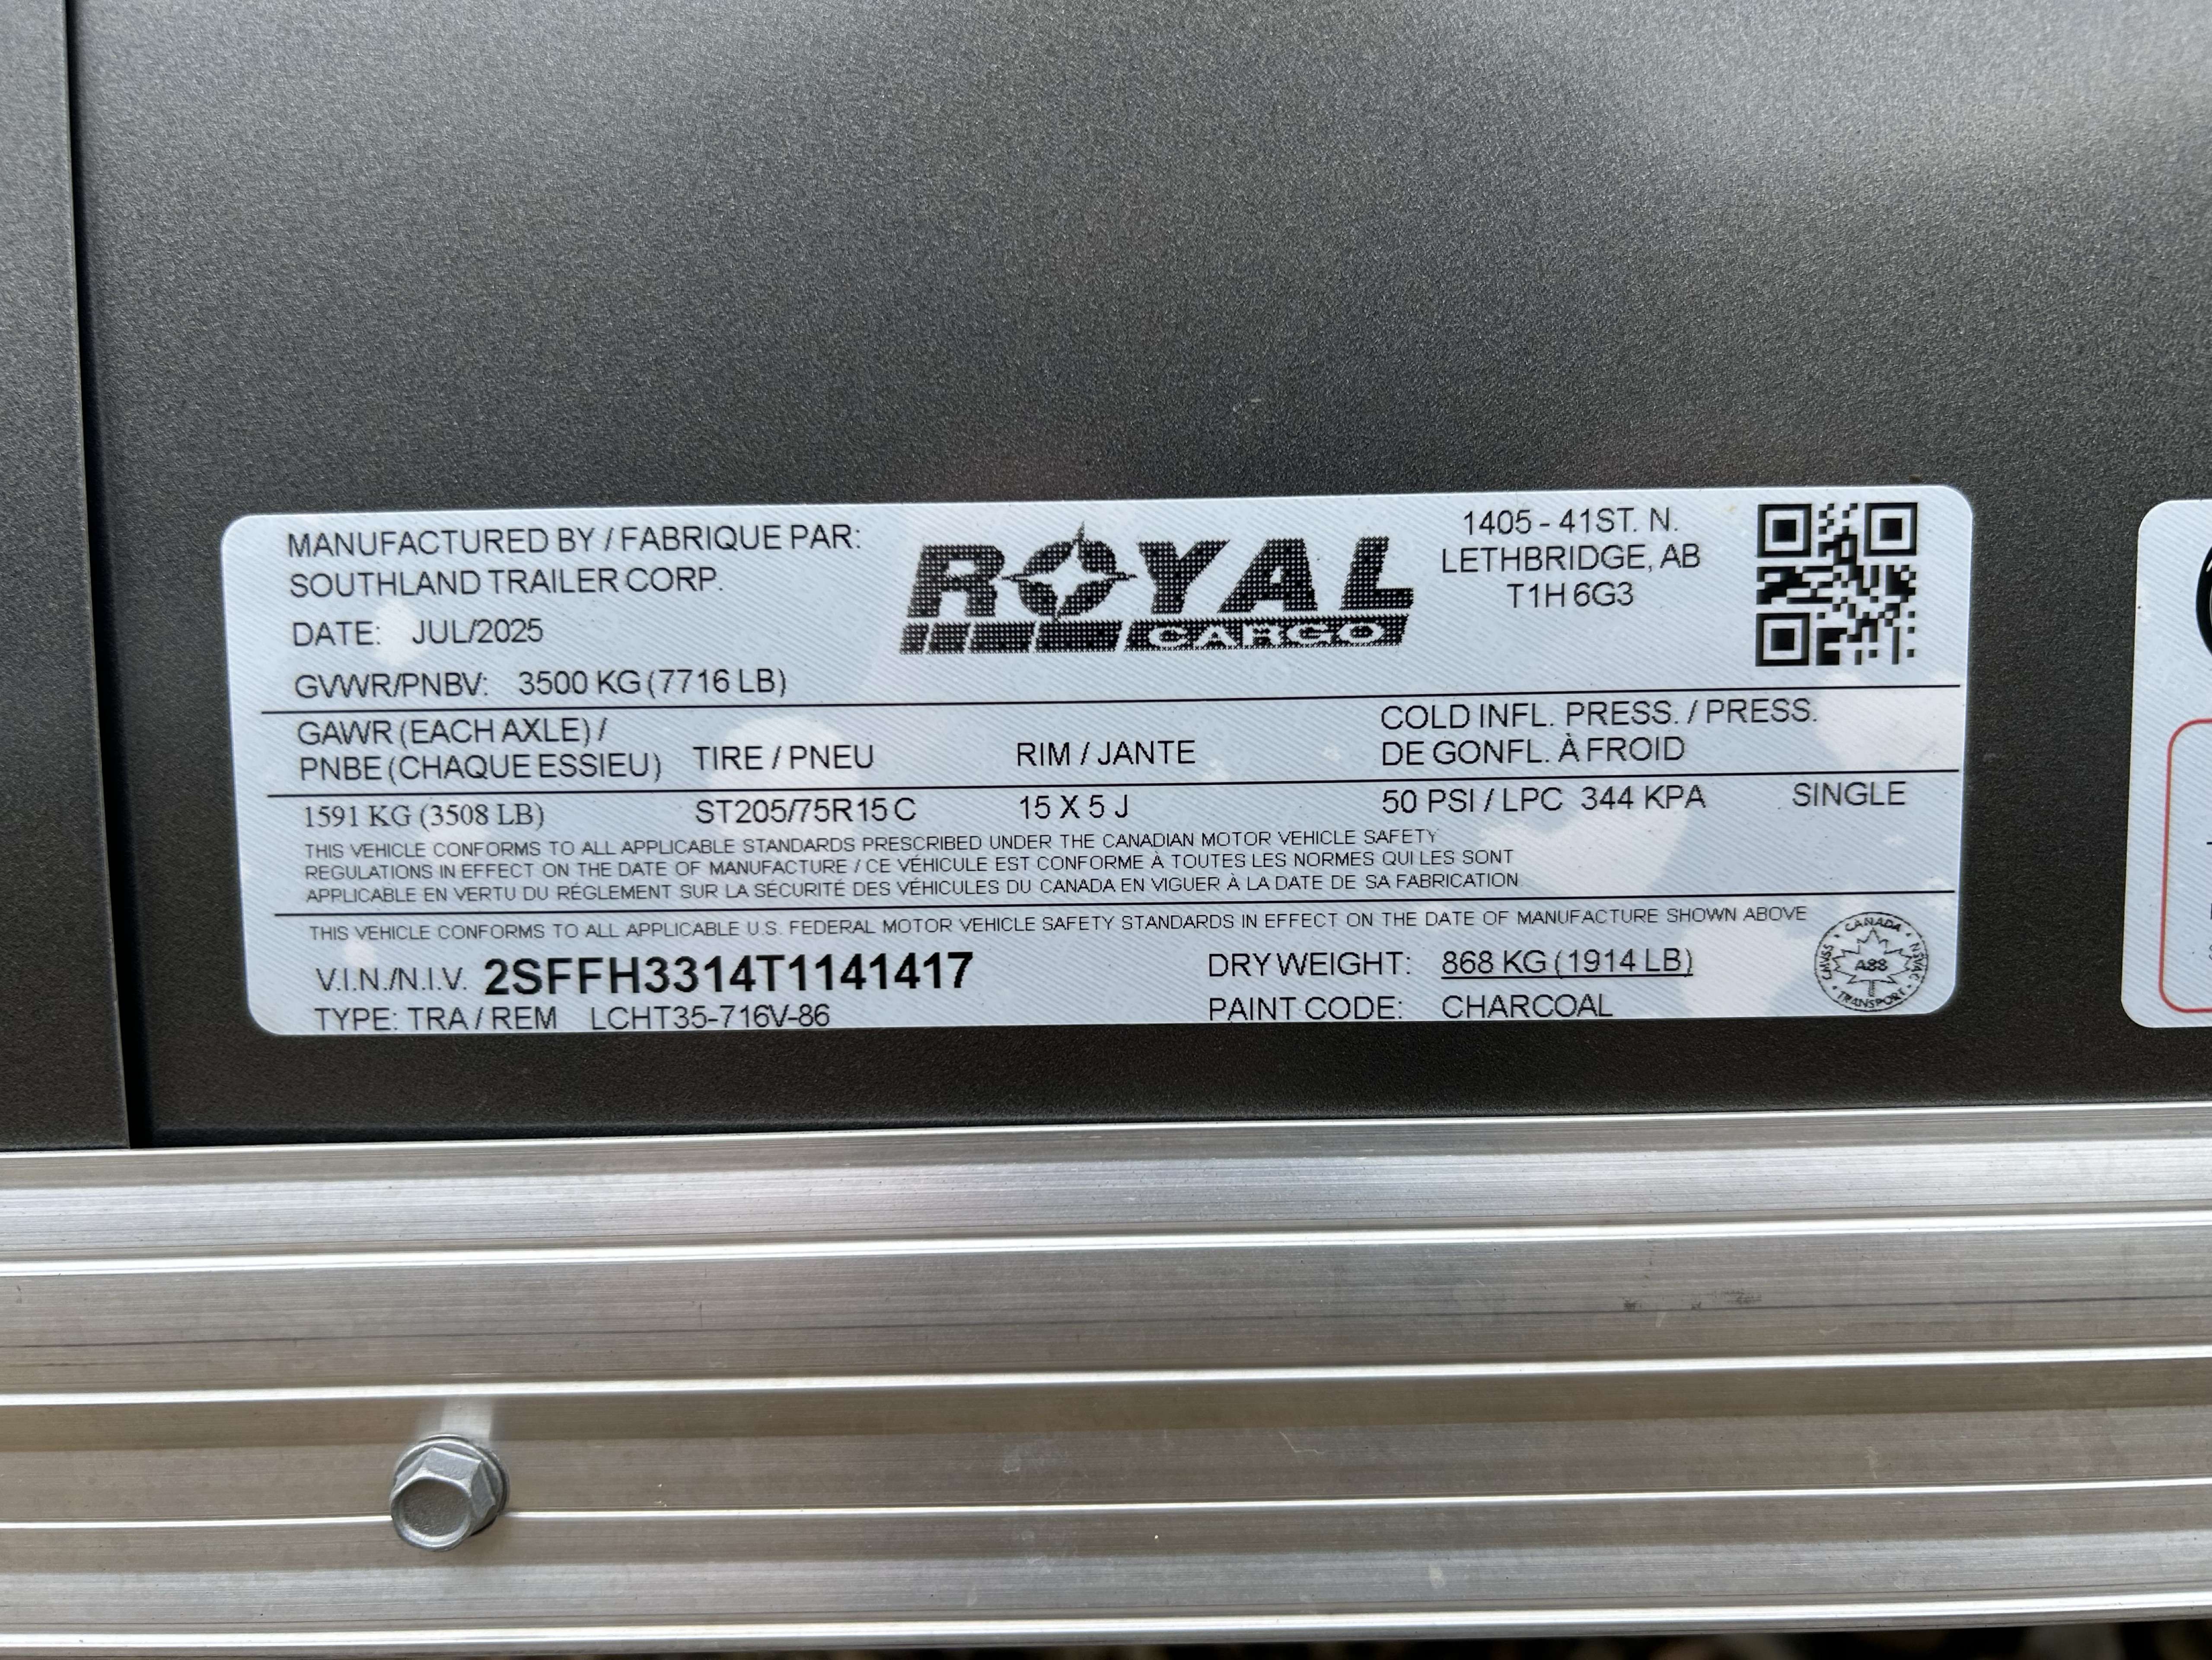 MANUFACTURED BY / FABRIQUE PAR:
SOUTHLAND TRAILER CORP.
DATE: JUL/2025
GVWR/PNBV: 3500 KG (7716 LB)
ROYAL
CARGO
1405 - 41ST. N.
LETHBRIDGE, AB
T1H 6G3
GAWR (EACH AXLE) /
PNBE (CHAQUE ESSIEU)
TIRE / PNEU
RIM / JANTE
COLD INFL. PRESS. / PRESS.
DE GONFL. À FROID
1591 KG (3508 LB) ST205/75R15 C 15 X 5 J 50 PSI / LPC 344 KPA SINGLE
THIS VEHICLE CONFORMS TO ALL APPLICABLE STANDARDS PRESCRIBED UNDER THE CANADIAN MOTOR VEHICLE SAFETY
REGULATIONS IN EFFECT ON THE DATE OF MANUFACTURE / CE VÉHICULE EST CONFORME À TOUTES LES NORMES QUI LES SONT
APPLICABLE EN VERTU DU RÉGLEMENT SUR LA SÉCURITÉ DES VÉHICULES DU CANADA EN VIGUER À LA DATE DE SA FABRICATION
THIS VEHICLE CONFORMS TO ALL APPLICABLE U.S. FEDERAL MOTOR VEHICLE SAFETY STANDARDS IN EFFECT ON THE DATE OF MANUFACTURE SHOWN ABOVE
V.I.N./N.I.V. 2SFFH3314T1141417
TYPE: TRA / REM LCHT35-716V-86
DRY WEIGHT: 868 KG (1914 LB)
PAINT CODE: CHARCOAL
CANADA
CMVSS
A88
NSVAC
TRANSPORT